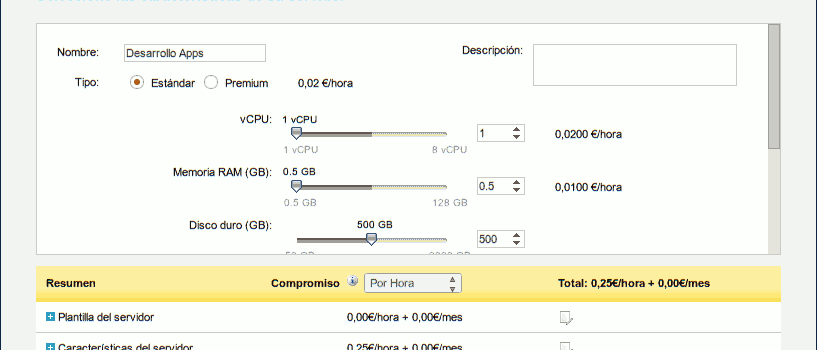 Nombre: Desarrollo Apps Descripción:
Tipo: Estándar Premium 0,02 €/hora
vCPU: 1 vCPU
1 0,0200 €/hora
1 vCPU 8 vCPU
Memoria RAM (GB): 0.5 GB
0.5 0,0100 €/hora
0.5 GB 128 GB
Disco duro (GB): 500 GB
500
Resumen Compromiso Por Hora Total: 0,25€/hora + 0,00€/mes
Plantilla del servidor 0,00€/hora + 0,00€/mes
Características del servidor 0,25€/hora + 0,00€/mes